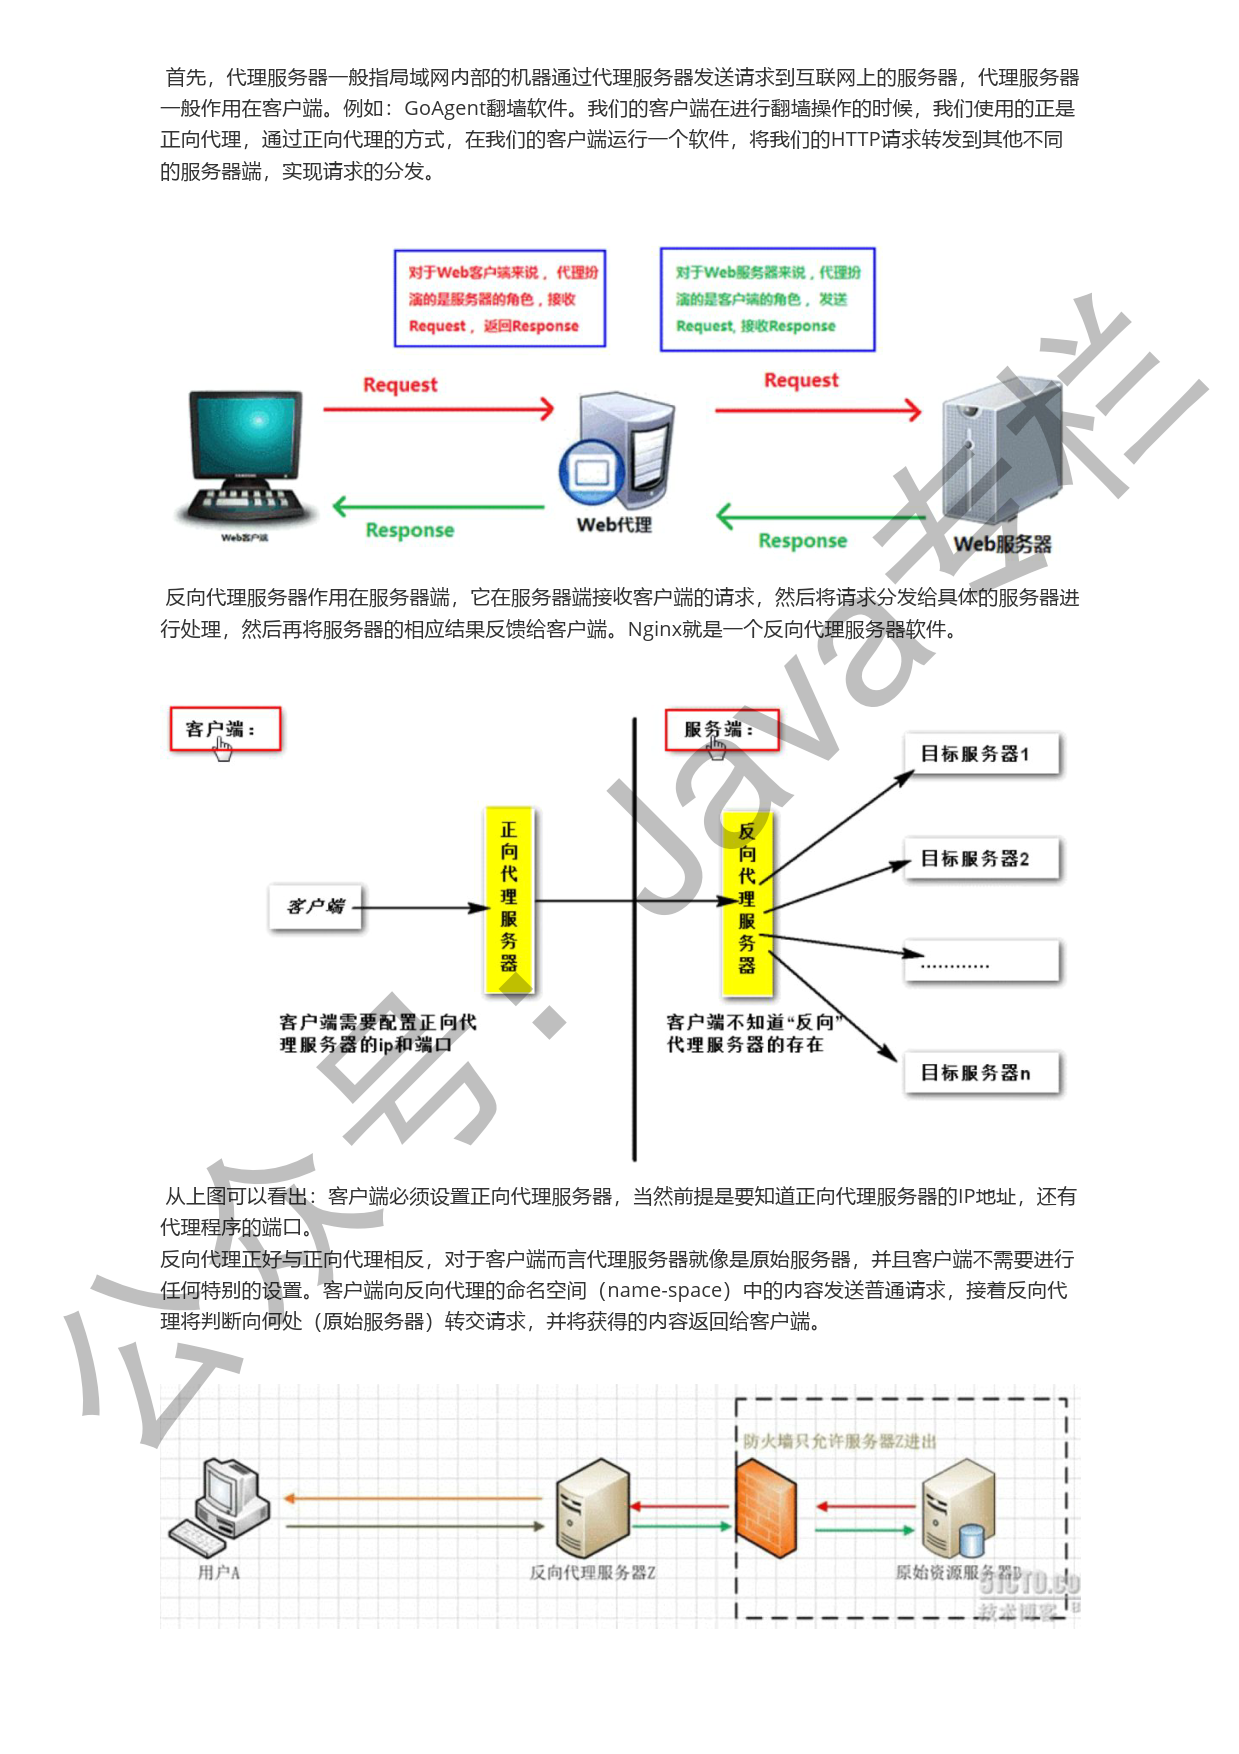 首先，代理服务器一般指局域网内部的机器通过代理服务器发送请求到互联网上的服务器，代理服务器
一般作用在客户端。例如：GoAgent翻墙软件。我们的客户端在进行翻墙操作的时候，我们使用的正是
正向代理，通过正向代理的方式，在我们的客户端运行一个软件，将我们的HTTP请求转发到其他不同
的服务器端，实现请求的分发。
对于Web客户端来说，代理扮
演的是服务器的角色，接收
Request，返回Response
对于Web服务器来说，代理扮
演的是客户端的角色，发送
Request, 接收Response
Request
Request
Response
Response
Web客户端
Web代理
Web服务器
反向代理服务器作用在服务器端，它在服务器端接收客户端的请求，然后将请求分发给具体的服务器进
行处理，然后再将服务器的相应结果反馈给客户端。Nginx就是一个反向代理服务器软件。
客户端：
服务端：
目标服务器1
目标服务器2
............
目标服务器n
客户端
正向代理服务器
反向代理服务器
客户端需要配置正向代
理服务器的ip和端口
客户端不知道“反向”
代理服务器的存在
从上图可以看出：客户端必须设置正向代理服务器，当然前提是要知道正向代理服务器的IP地址，还有
代理程序的端口。
反向代理正好与正向代理相反，对于客户端而言代理服务器就像是原始服务器，并且客户端不需要进行
任何特别的设置。客户端向反向代理的命名空间（name-space）中的内容发送普通请求，接着反向代
理将判断向何处（原始服务器）转交请求，并将获得的内容返回给客户端。
防火墙只允许服务器Z进出
用户A
反向代理服务器Z
原始资源服务器B
51CTO.co
技术博客
公众号：Java专栏